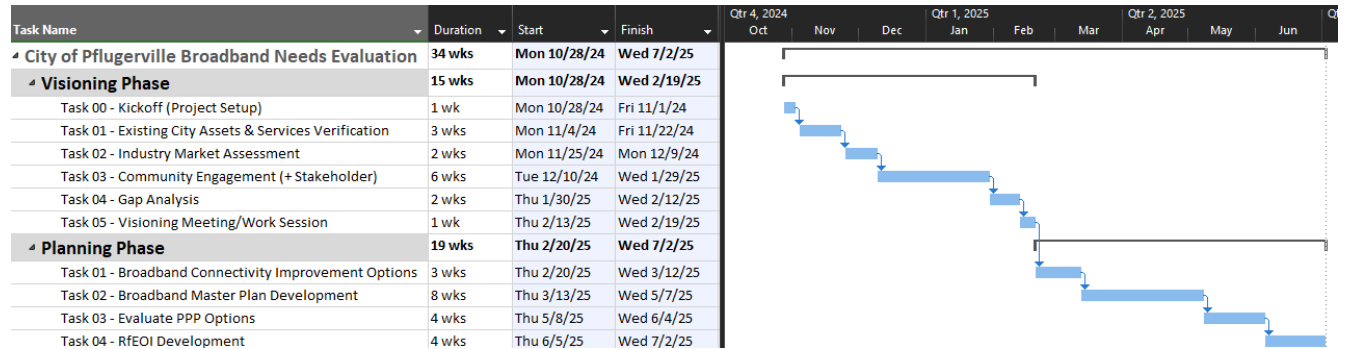 Qtr 4, 2024 Qtr 1, 2025 Qtr 2, 2025
Task Name Duration Start Finish Oct Nov Dec Jan Feb Mar Apr May Jun
City of Pflugerville Broadband Needs Evaluation 34 wks Mon 10/28/24 Wed 7/2/25
Visioning Phase 15 wks Mon 10/28/24 Wed 2/19/25
Task 00 - Kickoff (Project Setup) 1 wk Mon 10/28/24 Fri 11/1/24
Task 01 - Existing City Assets & Services Verification 3 wks Mon 11/4/24 Fri 11/22/24
Task 02 - Industry Market Assessment 2 wks Mon 11/25/24 Mon 12/9/24
Task 03 - Community Engagement (+ Stakeholder) 6 wks Tue 12/10/24 Wed 1/29/25
Task 04 - Gap Analysis 2 wks Thu 1/30/25 Wed 2/12/25
Task 05 - Visioning Meeting/Work Session 1 wk Thu 2/13/25 Wed 2/19/25
Planning Phase 19 wks Thu 2/20/25 Wed 7/2/25
Task 01 - Broadband Connectivity Improvement Options 3 wks Thu 2/20/25 Wed 3/12/25
Task 02 - Broadband Master Plan Development 8 wks Thu 3/13/25 Wed 5/7/25
Task 03 - Evaluate PPP Options 4 wks Thu 5/8/25 Wed 6/4/25
Task 04 - RfEOI Development 4 wks Thu 6/5/25 Wed 7/2/25